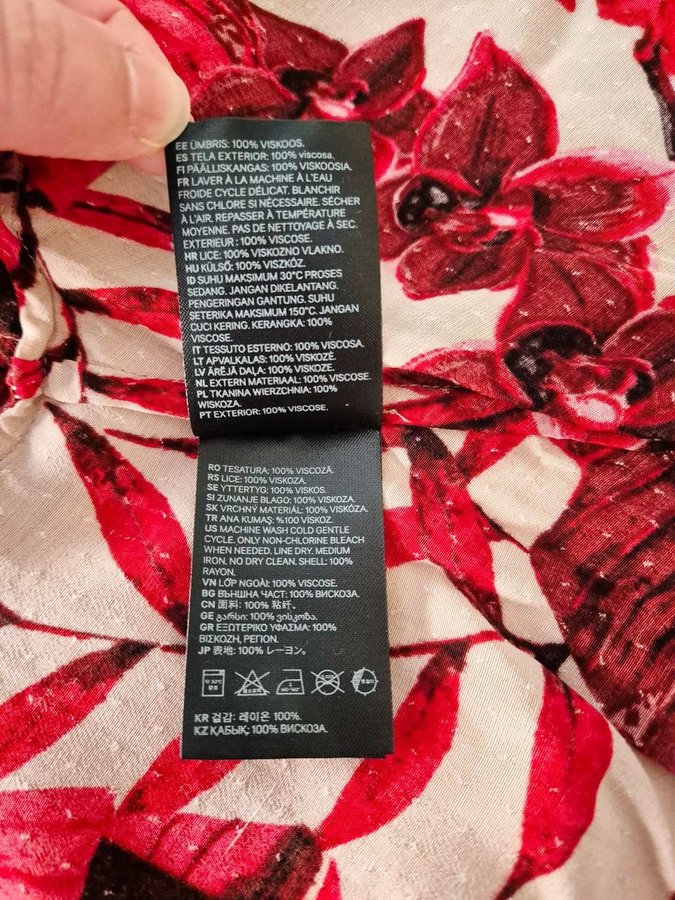 EE ÜMBRIS: 100% VISKOOS.
ES TELA EXTERIOR: 100% viscosa.
FI PÄÄLLISKANGAS: 100% VISKOOSIA.
FR LAVER À LA MACHINE À L'EAU
FROIDE CYCLE DÉLICAT. BLANCHIR
SANS CHLORE SI NÉCESSAIRE. SÉCHER
À L'AIR. REPASSER À TEMPÉRATURE
MOYENNE. PAS DE NETTOYAGE À SEC.
EXTERIEUR : 100% VISCOSE.
HR LICE: 100% VISKOZNO VLAKNO.
HU KÜLSŐ: 100% VISZKÓZ.
ID SUHU MAKSIMUM 30°C PROSES
SEDANG. JANGAN DIKELANTANG.
PENGERINGAN GANTUNG. SUHU
SETERIKA MAKSIMUM 150°C. JANGAN
CUCI KERING. KERANGKA: 100%
VISCOSE.
IT TESSUTO ESTERNO: 100% VISCOSA.
LT APVALKALAS: 100% VISKOZĖ.
LV ĀRĒJĀ DAĻA: 100% VISKOZE.
NL EXTERN MATERIAAL: 100% VISCOSE.
PL TKANINA WIERZCHNIA: 100%
WISKOZA.
PT EXTERIOR: 100% VISCOSE.
RO TESATURA: 100% VISCOZĂ.
RS LICE: 100% VISKOZA.
SE YTTERTYG: 100% VISKOS.
SI ZUNANJE BLAGO: 100% VISKOZA.
SK VRCHNÝ MATERIÁL: 100% VISKÓZA.
TR ANA KUMAŞ: %100 VİSKOZ.
US MACHINE WASH COLD GENTLE
CYCLE. ONLY NON-CHLORINE BLEACH
WHEN NEEDED. LINE DRY. MEDIUM
IRON. NO DRY CLEAN. SHELL: 100%
RAYON.
VN LỚP NGOÀI: 100% VISCOSE.
BG ВЪНШНА ЧАСТ: 100% ВИСКОЗА.
CN 面料: 100% 粘纤.
GE გარსი: 100% ვისკოზა.
GR ΕΞΩΤΕΡΙΚΟ ΥΦΑΣΜΑ: 100%
ΒΙΣΚΟΖΗ, ΡΕΓΙΟΝ.
JP 表地: 100% レーヨン.
KR 겉감: 레이온 100%.
KZ ҚАБЫҚ: 100% ВИСКОЗА.